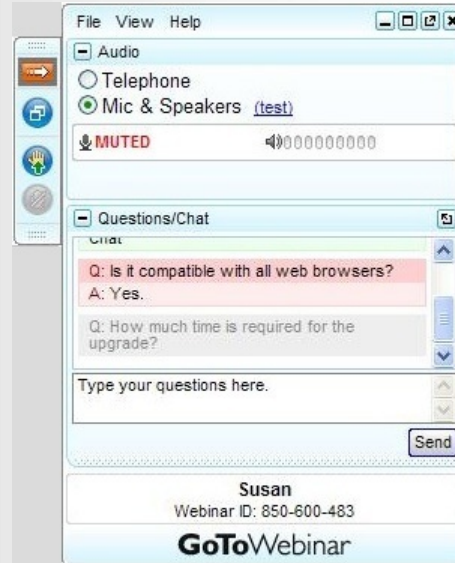 File View Help
Audio
Telephone
Mic & Speakers (test)
MUTED
Questions/Chat
Chat
Q: Is it compatible with all web browsers?
A: Yes.
Q: How much time is required for the
upgrade?
Type your questions here.
Send
Susan
Webinar ID: 850-600-483
GoToWebinar